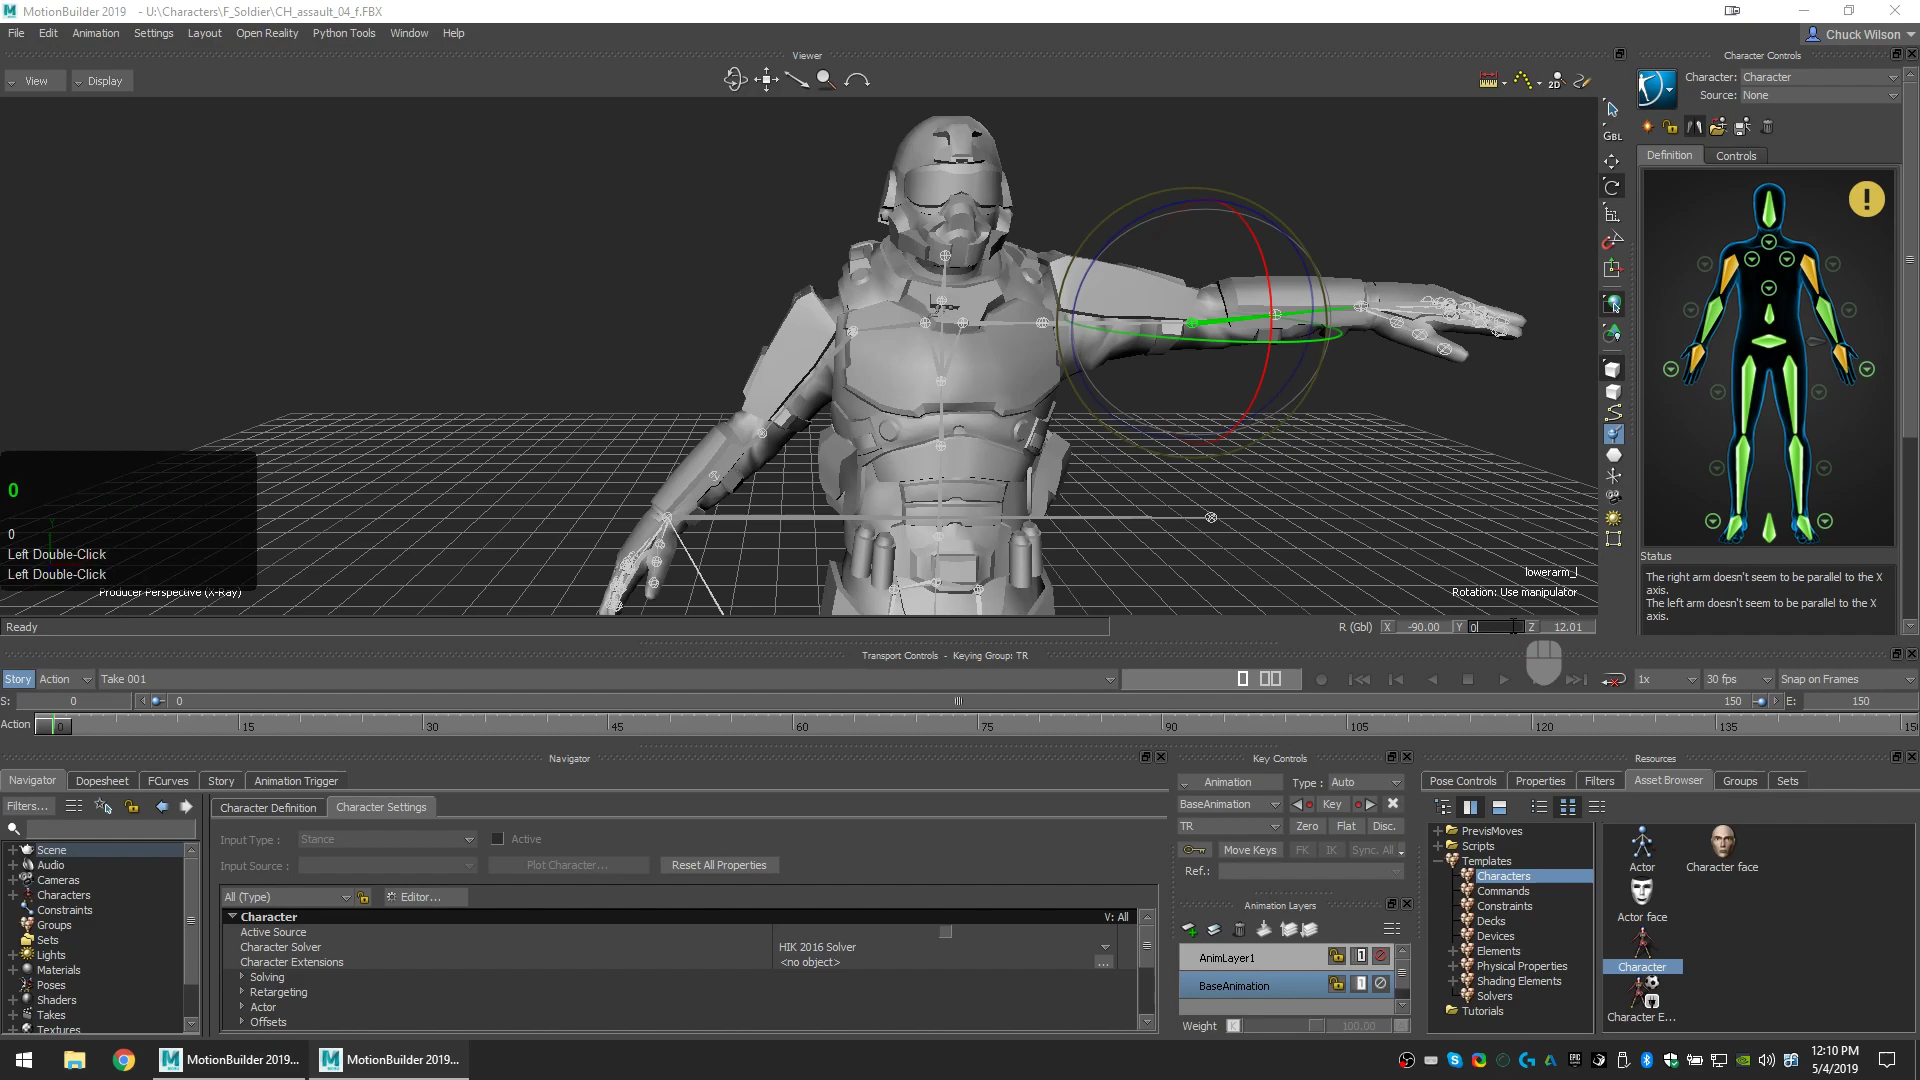 MotionBuilder 2019   - U:\Characters\F_Soldier\CH_assault_04_f.FBX
File Edit Animation Settings Layout Open Reality Python Tools Window Help
Chuck Wilson
Viewer
View Display
2D
GBL
Character Controls
Character: Character
Source: None
Definition Controls
!
Status
The right arm doesn't seem to be parallel to the X
axis.
The left arm doesn't seem to be parallel to the X
axis.
0
0
Left Double-Click
Left Double-Click
Producer Perspective (X-Ray)
lowerarm_l
Rotation: Use manipulator
Ready
R (Gbl) X -90.00 Y 0 Z 12.01
Transport Controls - Keying Group: TR
Story Action Take 001
1x 30 fps Snap on Frames
S: 0 0 150 E: 150
Action 0 15 30 45 60 75 90 105 120 135 15
Navigator
Navigator Dopesheet FCurves Story Animation Trigger
Filters...
Scene
Audio
Cameras
Characters
Constraints
Groups
Sets
Lights
Materials
Poses
Shaders
Takes
Textures
Character Definition Character Settings
Input Type : Stance Active
Input Source : Plot Character... Reset All Properties
All (Type) Editor...
Character V: All
Active Source
Character Solver HIK 2016 Solver
Character Extensions <no object> ...
Solving
Retargeting
Actor
Offsets
Key Controls
Animation Type : Auto
BaseAnimation Key
TR Zero Flat Disc.
Move Keys FK IK Sync. All
Ref.:
Animation Layers
AnimLayer1 1
BaseAnimation 1
Weight K 100.00 A
Resources
Pose Controls Properties Filters Asset Browser Groups Sets
PrevisMoves
Scripts
Templates
Characters
Commands
Constraints
Decks
Devices
Elements
Physical Properties
Shading Elements
Solvers
Tutorials
Actor
Character face
Actor face
Character
Character E...
MotionBuilder 2019... MotionBuilder 2019...
12:10 PM
5/4/2019